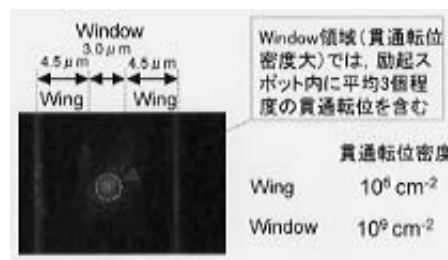 Window
3.0μm
4.5μm
4.5μm
Wing
Wing
Window領域(貫通転位
密度大)では、励起ス
ポット内に平均3個程
度の貫通転位を含む
貫通転位密度
Wing 10⁶ cm⁻²
Window 10⁹ cm⁻²